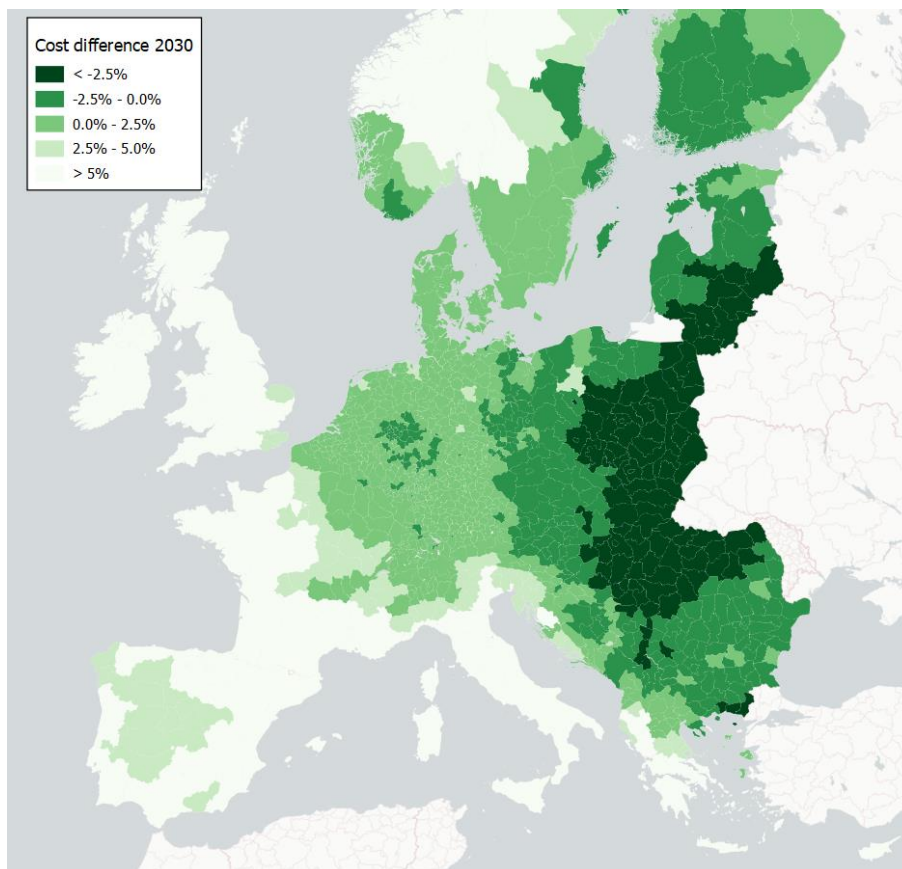 Cost difference 2030
< -2.5%
-2.5% - 0.0%
0.0% - 2.5%
2.5% - 5.0%
> 5%